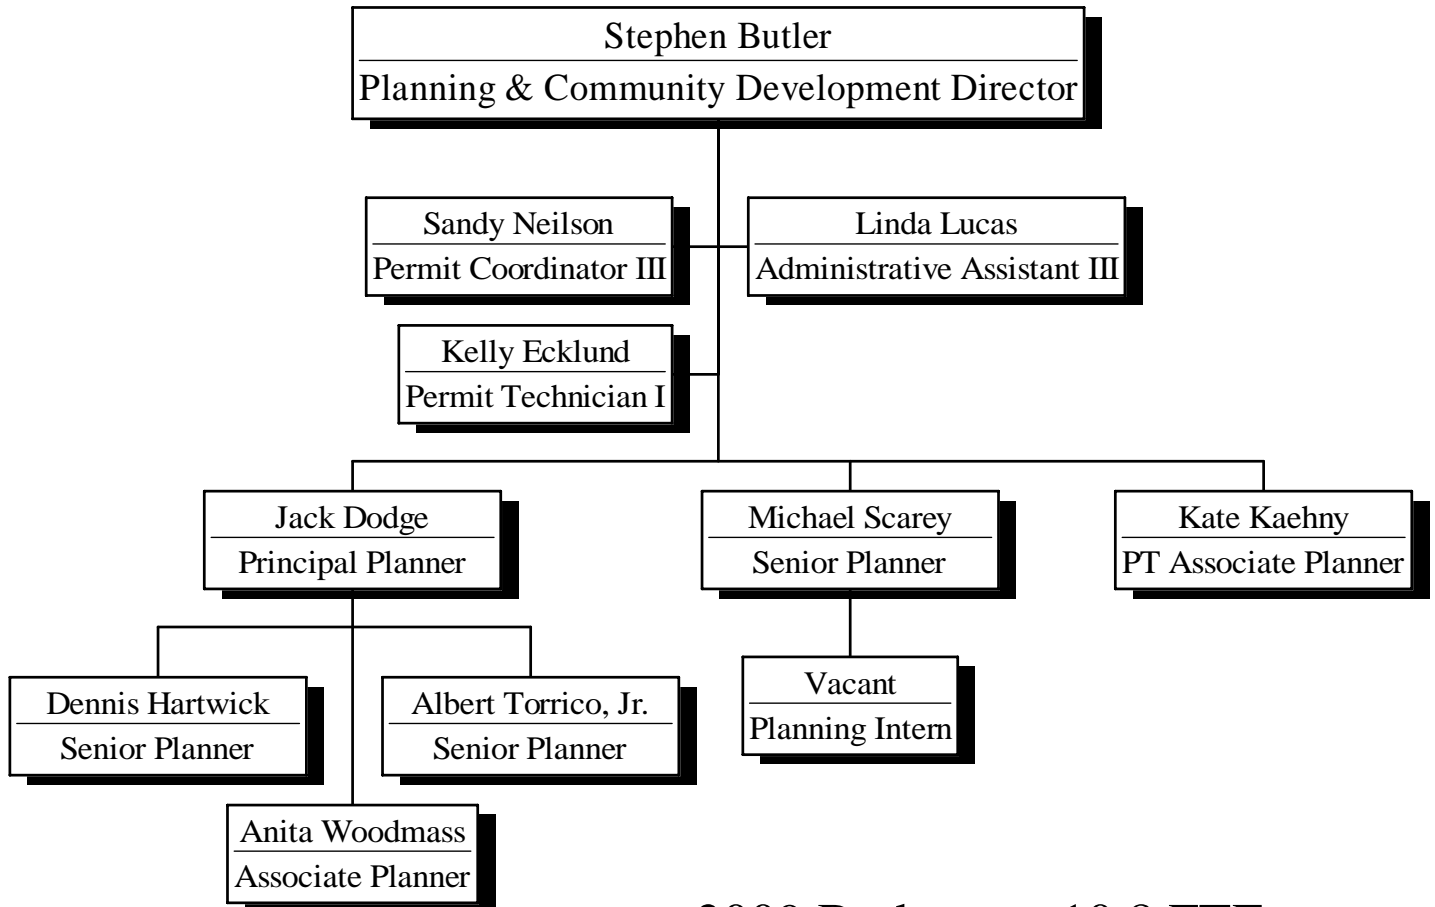 Stephen Butler
Planning & Community Development Director
Sandy Neilson
Permit Coordinator III
Linda Lucas
Administrative Assistant III
Kelly Ecklund
Permit Technician I
Jack Dodge
Principal Planner
Michael Scarey
Senior Planner
Kate Kaehny
PT Associate Planner
Dennis Hartwick
Senior Planner
Albert Torrico, Jr.
Senior Planner
Vacant
Planning Intern
Anita Woodmass
Associate Planner